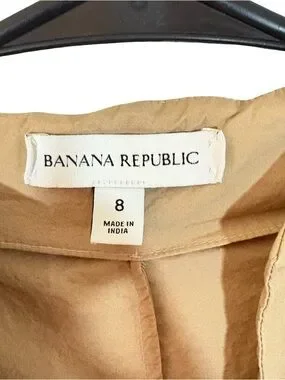 BANANA REPUBLIC
8
MADE IN
INDIA